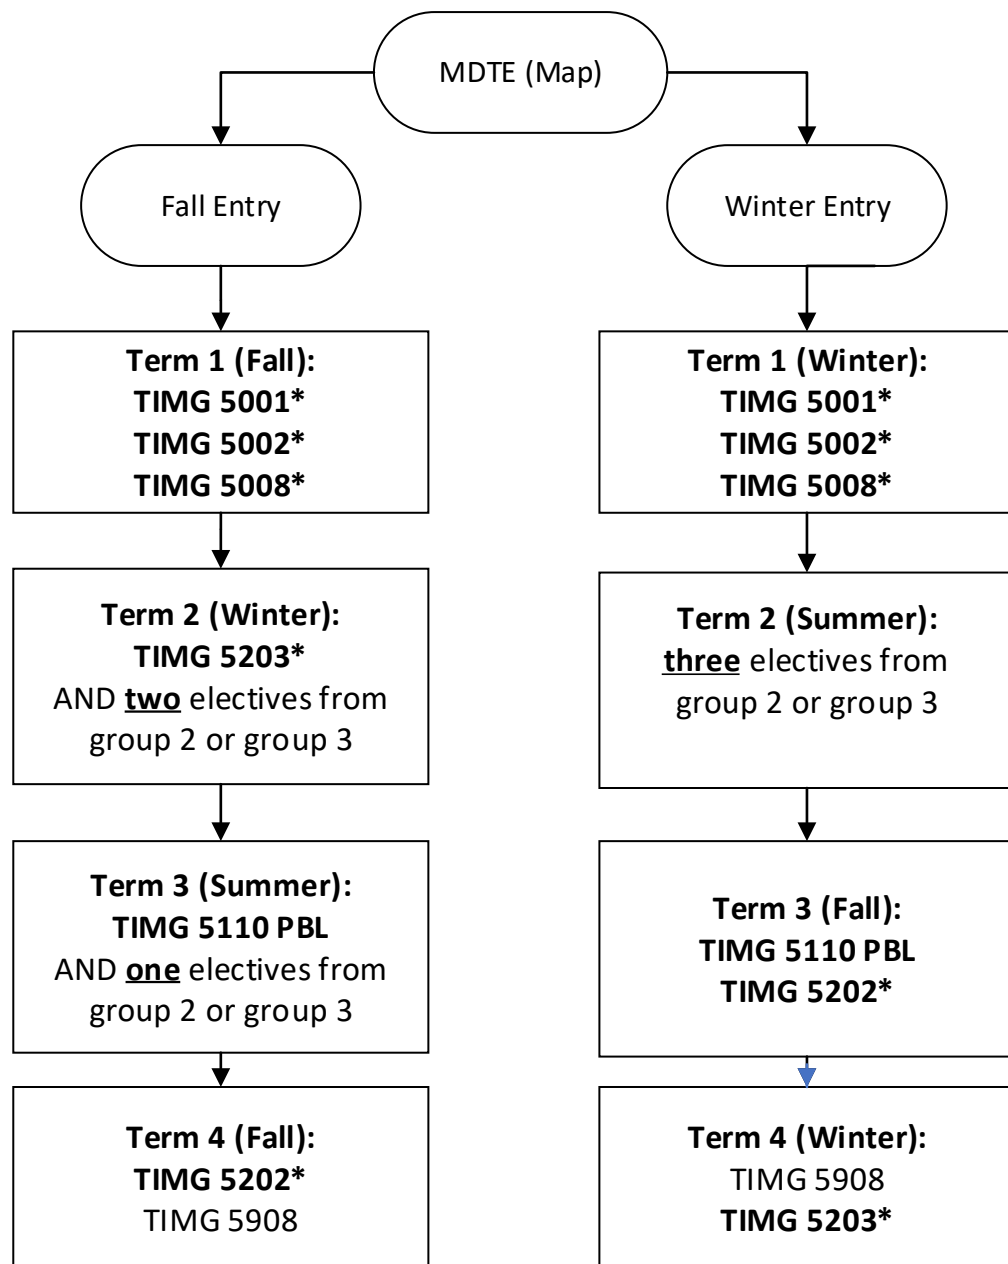 MDTE (Map)
Fall Entry
Winter Entry
Term 1 (Fall):
TIMG 5001*
TIMG 5002*
TIMG 5008*
Term 1 (Winter):
TIMG 5001*
TIMG 5002*
TIMG 5008*
Term 2 (Winter):
TIMG 5203*
AND two electives from
group 2 or group 3
Term 2 (Summer):
three electives from
group 2 or group 3
Term 3 (Summer):
TIMG 5110 PBL
AND one electives from
group 2 or group 3
Term 3 (Fall):
TIMG 5110 PBL
TIMG 5202*
Term 4 (Fall):
TIMG 5202*
TIMG 5908
Term 4 (Winter):
TIMG 5908
TIMG 5203*